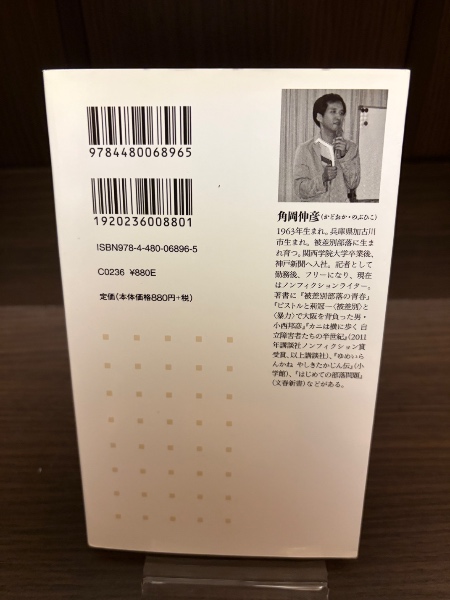 9784480068965
1920236008801
ISBN978-4-480-06896-5
C0236 ¥880E
定価(本体価格880円+税)
角岡伸彦(かどおか・のぶひこ)
1963年生まれ。兵庫県加古川
市生まれ。被差別部落に生ま
れ育つ。関西学院大学卒業後、
神戸新聞へ入社。記者として
勤務後、フリーになり、現在
はノンフィクションライター。
著書に『被差別部落の青春』
『ピストルと荊冠―〈被差別〉と
〈暴力〉で大阪を背負った男・
小西邦彦』『カニは横に歩く 自
立障害者たちの半世紀』(2011
年講談社ノンフィクション賞
受賞、以上講談社)、『ゆめいら
んかね やしきたかじん伝』(小
学館)、『はじめての部落問題』
(文春新書)などがある。